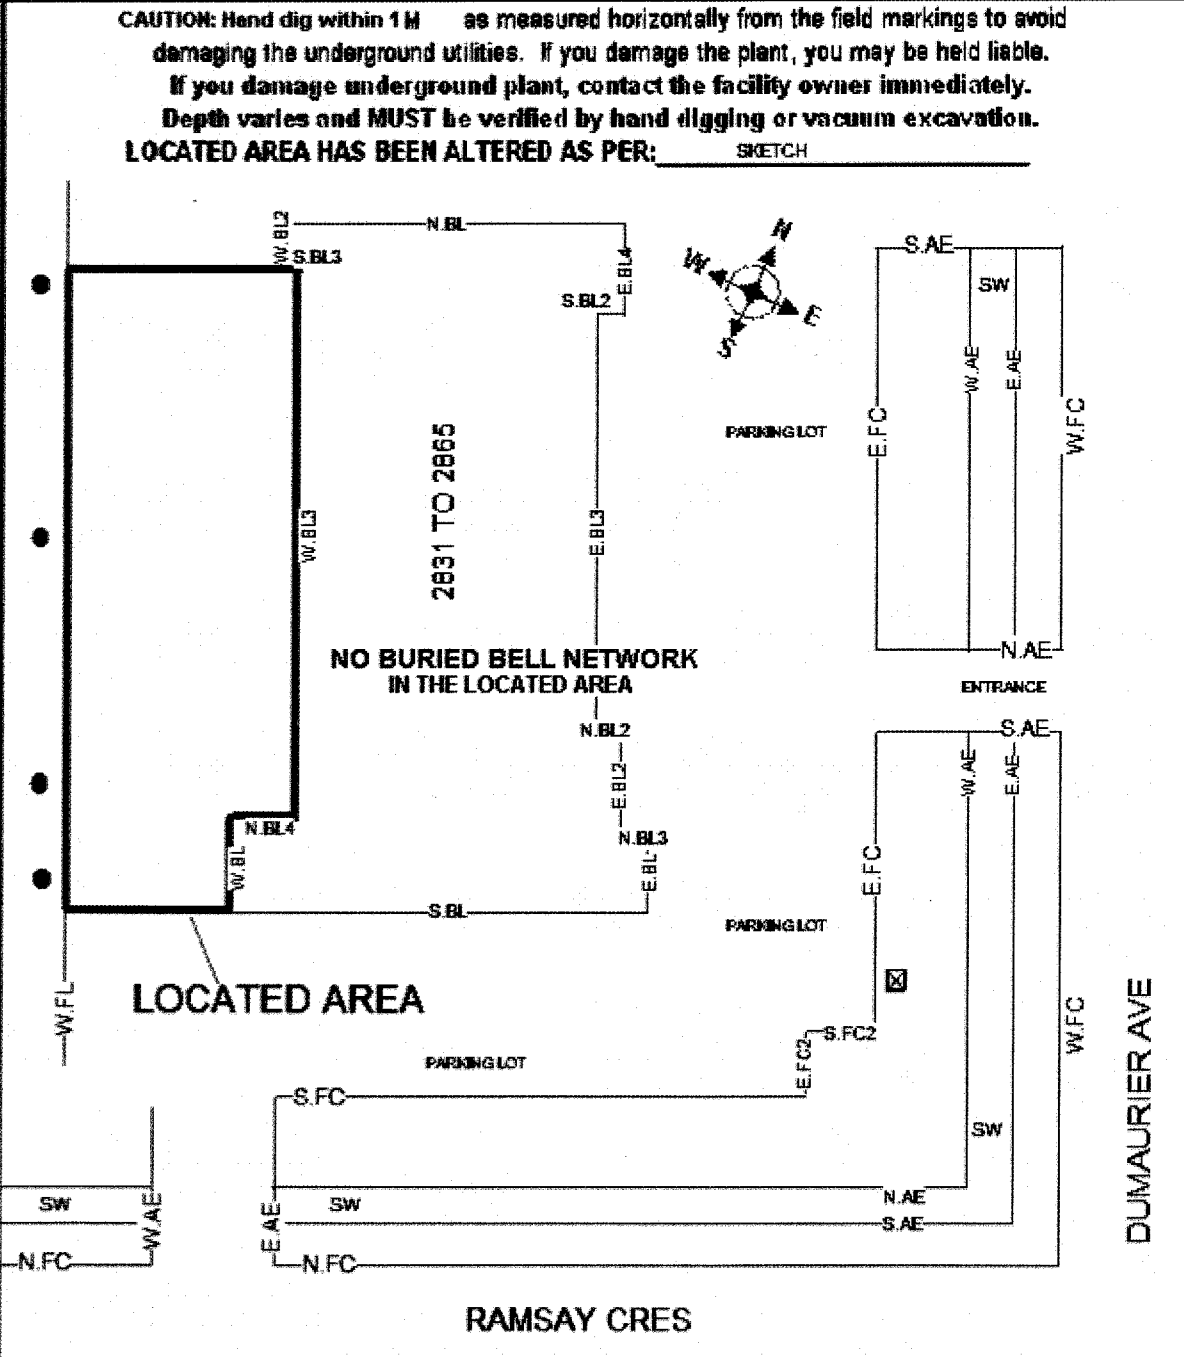 CAUTION: Hand dig within 1 M as measured horizontally from the field markings to avoid
damaging the underground utilities. If you damage the plant, you may be held liable.
If you damage underground plant, contact the facility owner immediately.
Depth varies and MUST be verified by hand digging or vacuum excavation.
LOCATED AREA HAS BEEN ALTERED AS PER: SKETCH
W.BL2
N.BL
S.BL3
E.BL4
S.BL2
N
W
E
S
S.AE
SW
W.AE
E.AE
E.FC
W.FC
PARKING LOT
2831 TO 2865
W.BL3
E.BL3
NO BURIED BELL NETWORK
IN THE LOCATED AREA
N.AE
ENTRANCE
N.BL2
S.AE
E.BL2
W.AE
E.AE
N.BL4
N.BL3
W.BL
E.BL
E.FC
S.BL
PARKING LOT
LOCATED AREA
W.FL
S.FC2
E.FC2
W.FC
PARKING LOT
DUMAURIER AVE
S.FC
SW
SW
W.AE
E.AE
SW
N.AE
S.AE
N.FC
N.FC
RAMSAY CRES